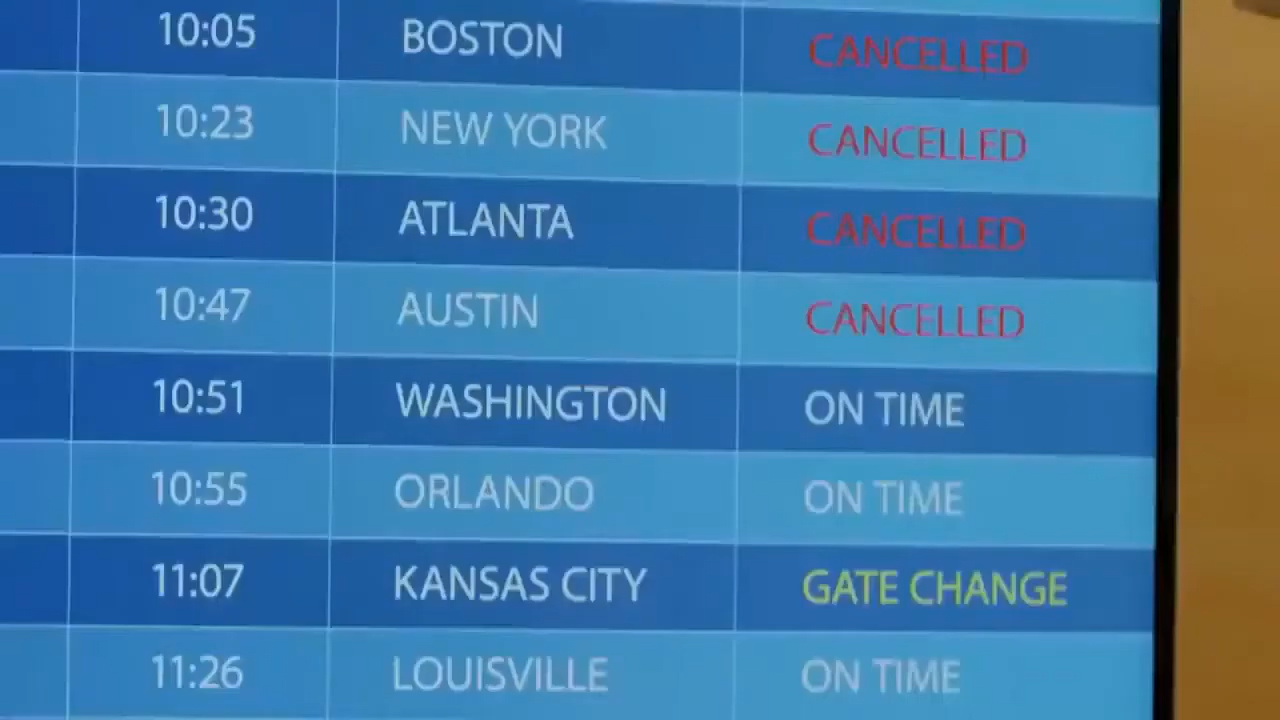 10:05 BOSTON CANCELLED
10:23 NEW YORK CANCELLED
10:30 ATLANTA CANCELLED
10:47 AUSTIN CANCELLED
10:51 WASHINGTON ON TIME
10:55 ORLANDO ON TIME
11:07 KANSAS CITY GATE CHANGE
11:26 LOUISVILLE ON TIME